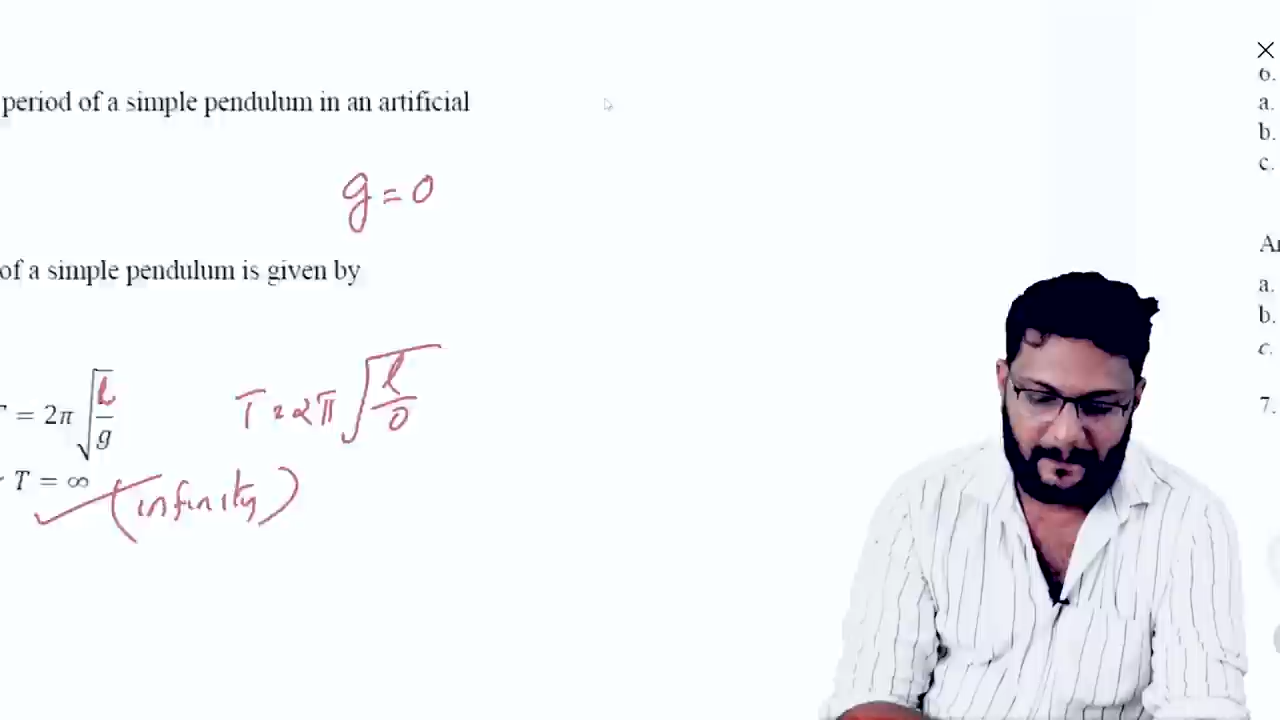 period of a simple pendulum in an artificial
g = 0
of a simple pendulum is given by
= 2π √(l/g)
T = 2π √(l/0)
T = ∞ (infinity)
6.
a.
b.
c.
a.
b.
c.
7.